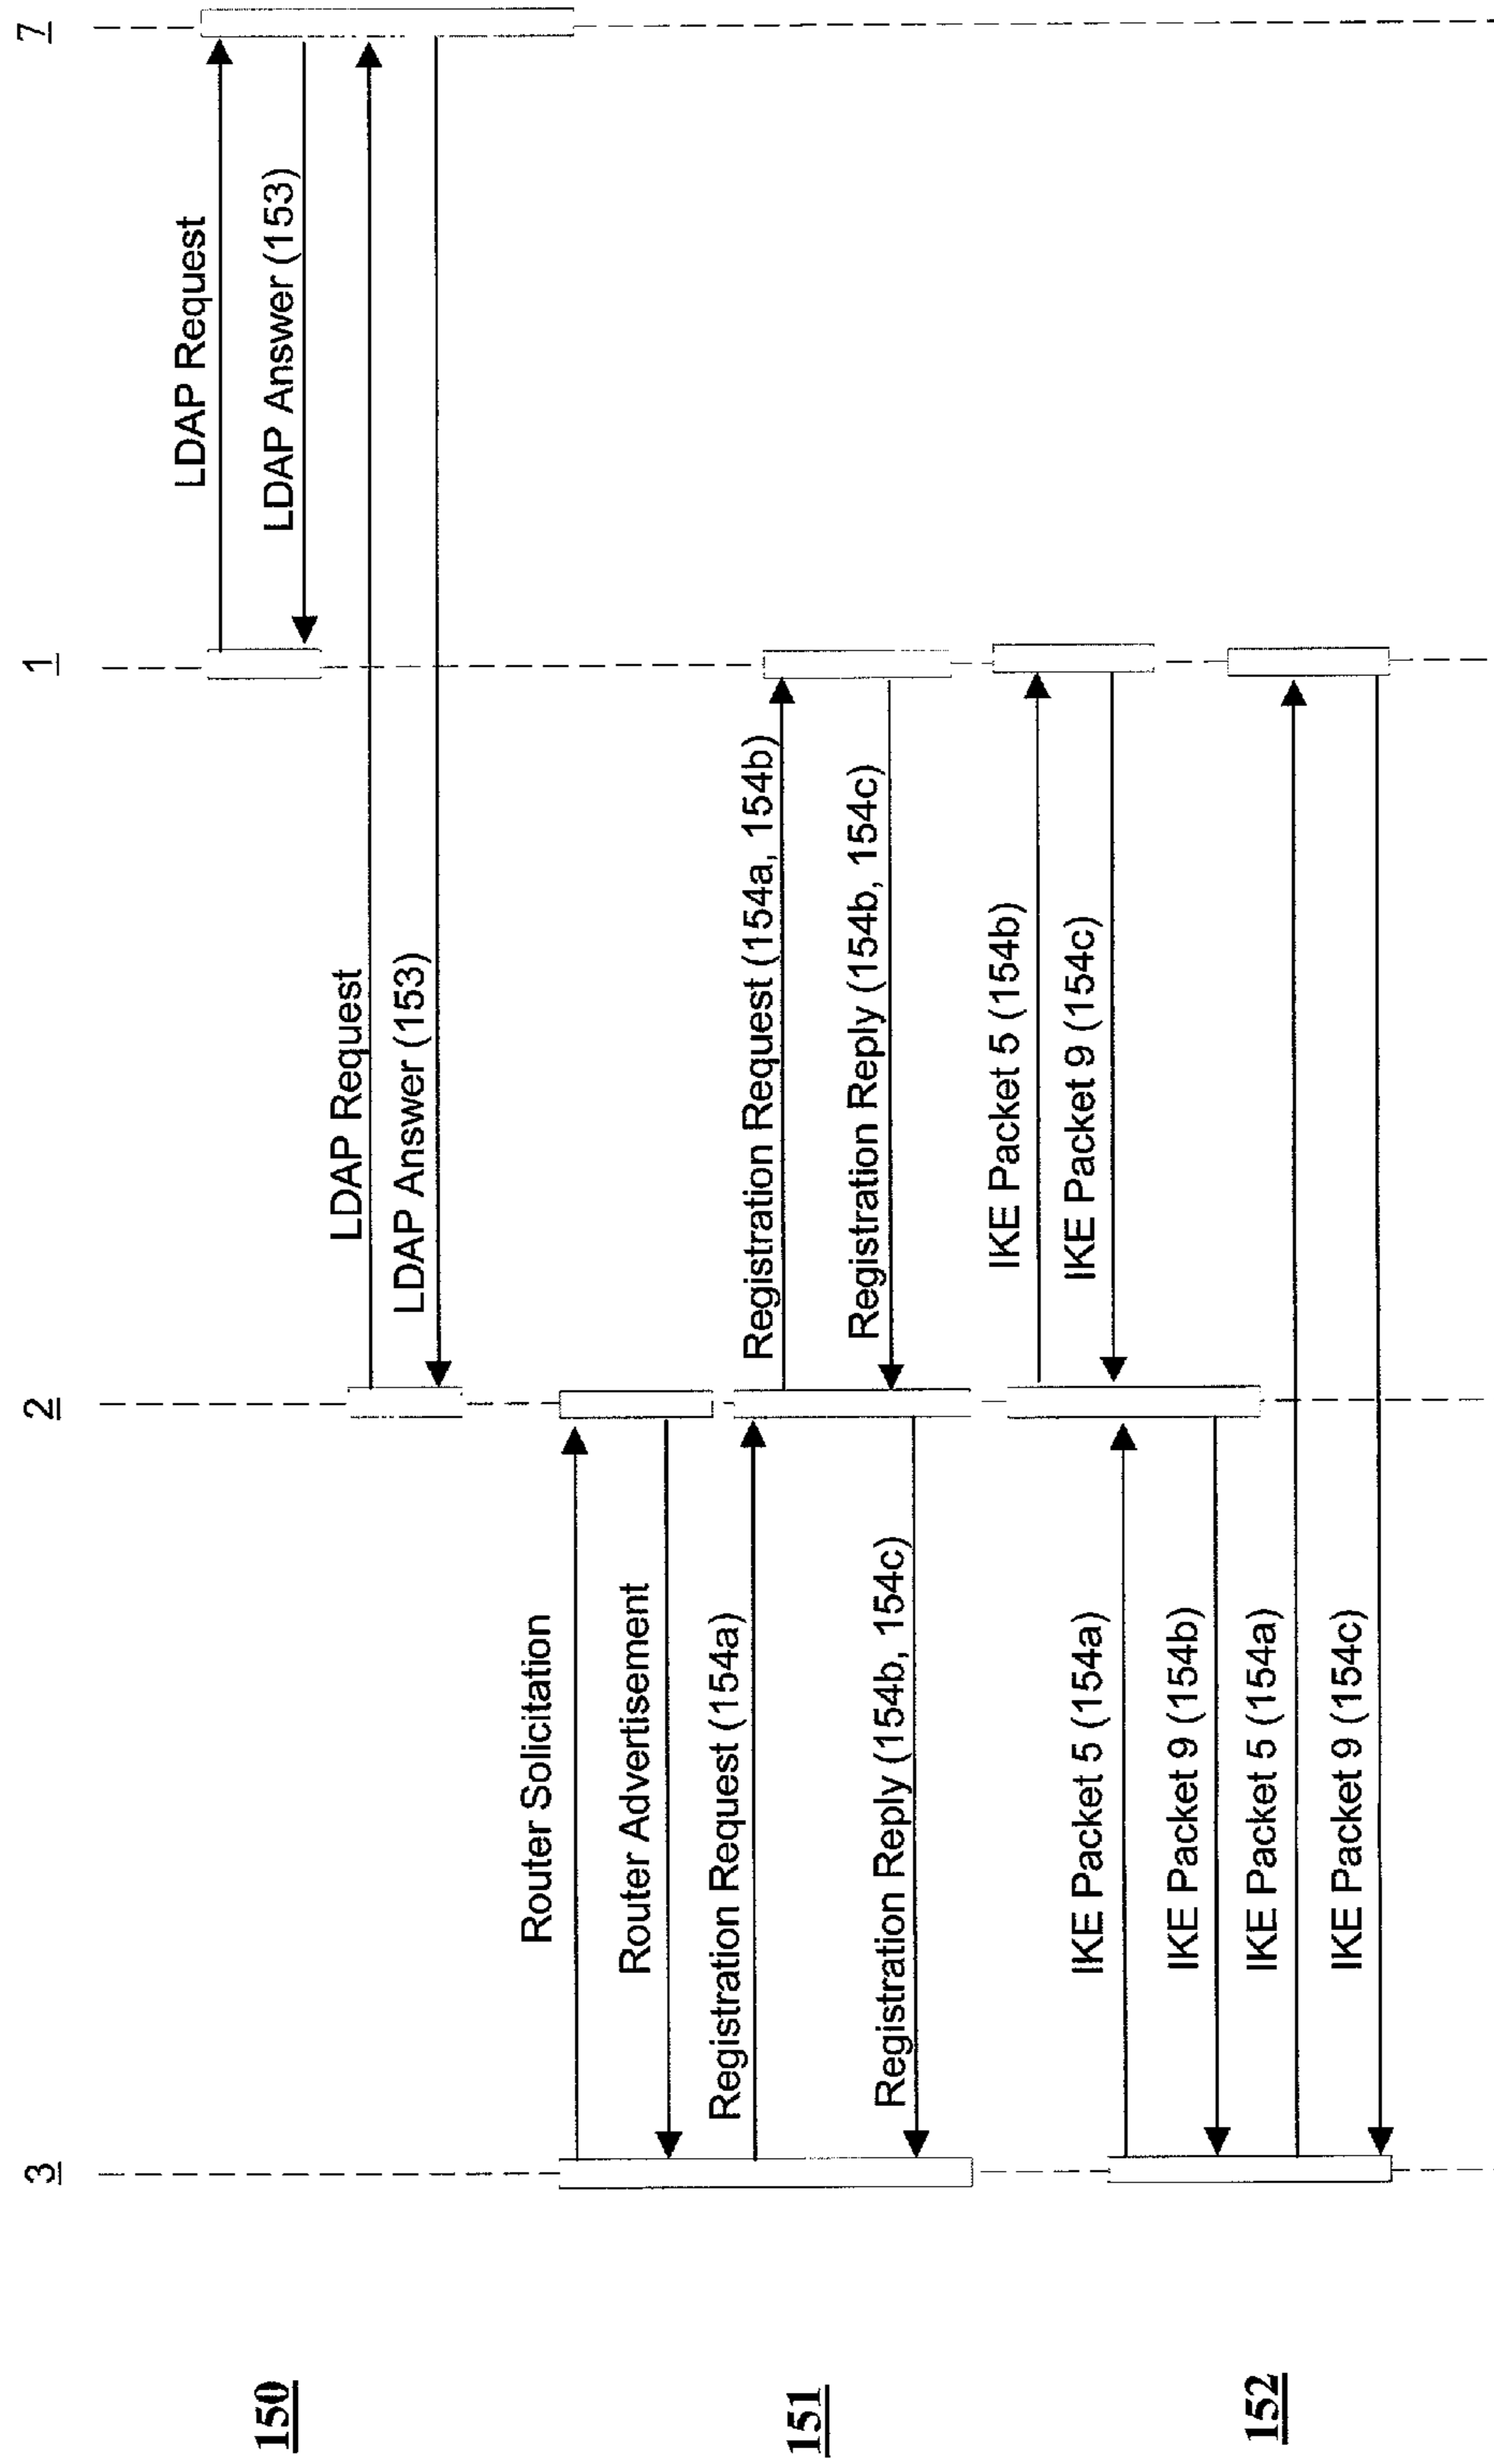 3 2 1 7
150
LDAP Request
LDAP Answer (153)
LDAP Request
LDAP Answer (153)
151
Router Solicitation
Router Advertisement
Registration Request (154a)
Registration Request (154a, 154b)
Registration Reply (154b, 154c)
Registration Reply (154b, 154c)
152
IKE Packet 5 (154b)
IKE Packet 9 (154c)
IKE Packet 5 (154a)
IKE Packet 9 (154b)
IKE Packet 5 (154a)
IKE Packet 9 (154c)